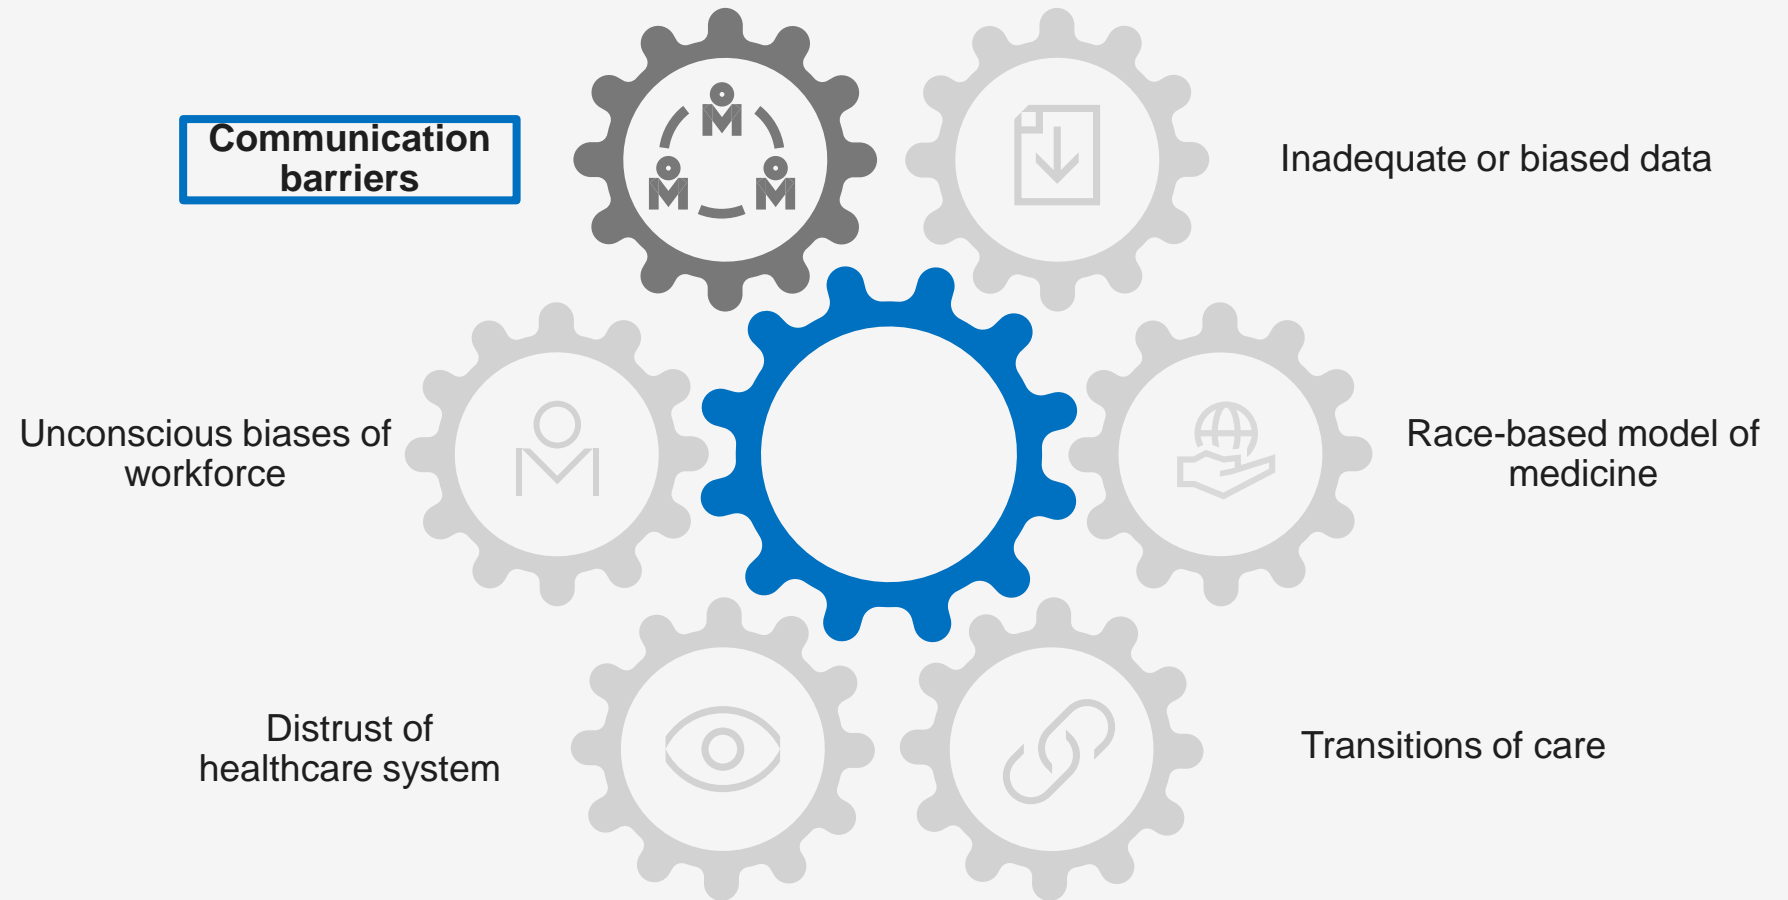 Communication
barriers
Inadequate or biased data
Unconscious biases of
workforce
Race-based model of
medicine
Distrust of
healthcare system
Transitions of care